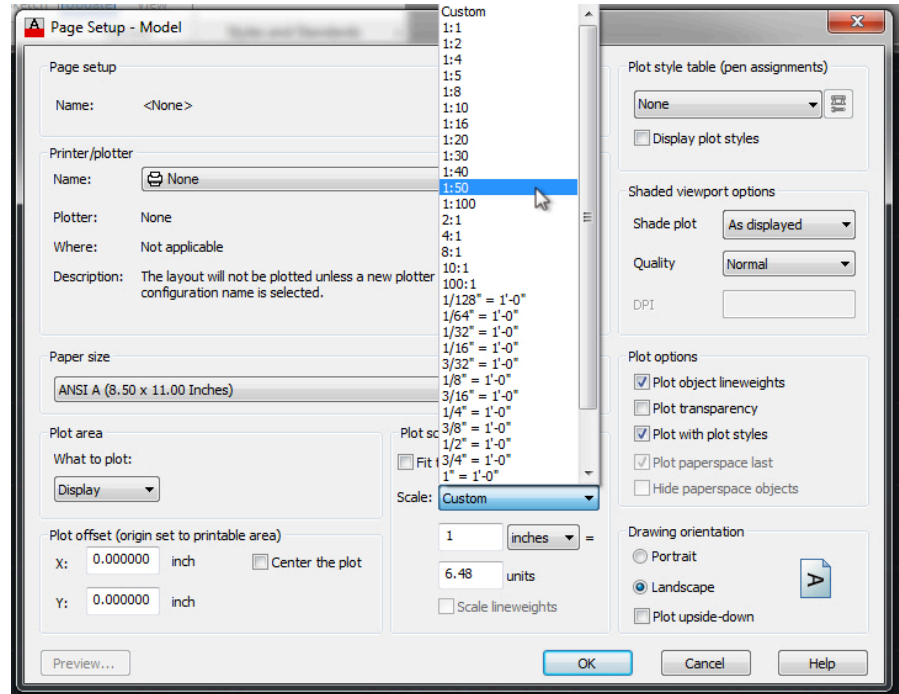 Page Setup - Model
Page setup
Name: <None>
Printer/plotter
Name: None
Plotter: None
Where: Not applicable
Description: The layout will not be plotted unless a new plotter
configuration name is selected.
Paper size
ANSI A (8.50 x 11.00 Inches)
Plot area
What to plot:
Display
Plot offset (origin set to printable area)
X: 0.000000 inch Center the plot
Y: 0.000000 inch
Preview...
Custom
1:1
1:2
1:4
1:5
1:8
1:10
1:16
1:20
1:30
1:40
1:50
1:100
2:1
4:1
8:1
10:1
100:1
1/128" = 1'-0"
1/64" = 1'-0"
1/32" = 1'-0"
1/16" = 1'-0"
3/32" = 1'-0"
1/8" = 1'-0"
3/16" = 1'-0"
1/4" = 1'-0"
3/8" = 1'-0"
1/2" = 1'-0"
3/4" = 1'-0"
1" = 1'-0"
Plot sc
Fit t
Scale: Custom
1 inches =
6.48 units
Scale lineweights
Plot style table (pen assignments)
None
Display plot styles
Shaded viewport options
Shade plot As displayed
Quality Normal
DPI
Plot options
Plot object lineweights
Plot transparency
Plot with plot styles
Plot paperspace last
Hide paperspace objects
Drawing orientation
Portrait
Landscape
A
Plot upside-down
OK Cancel Help